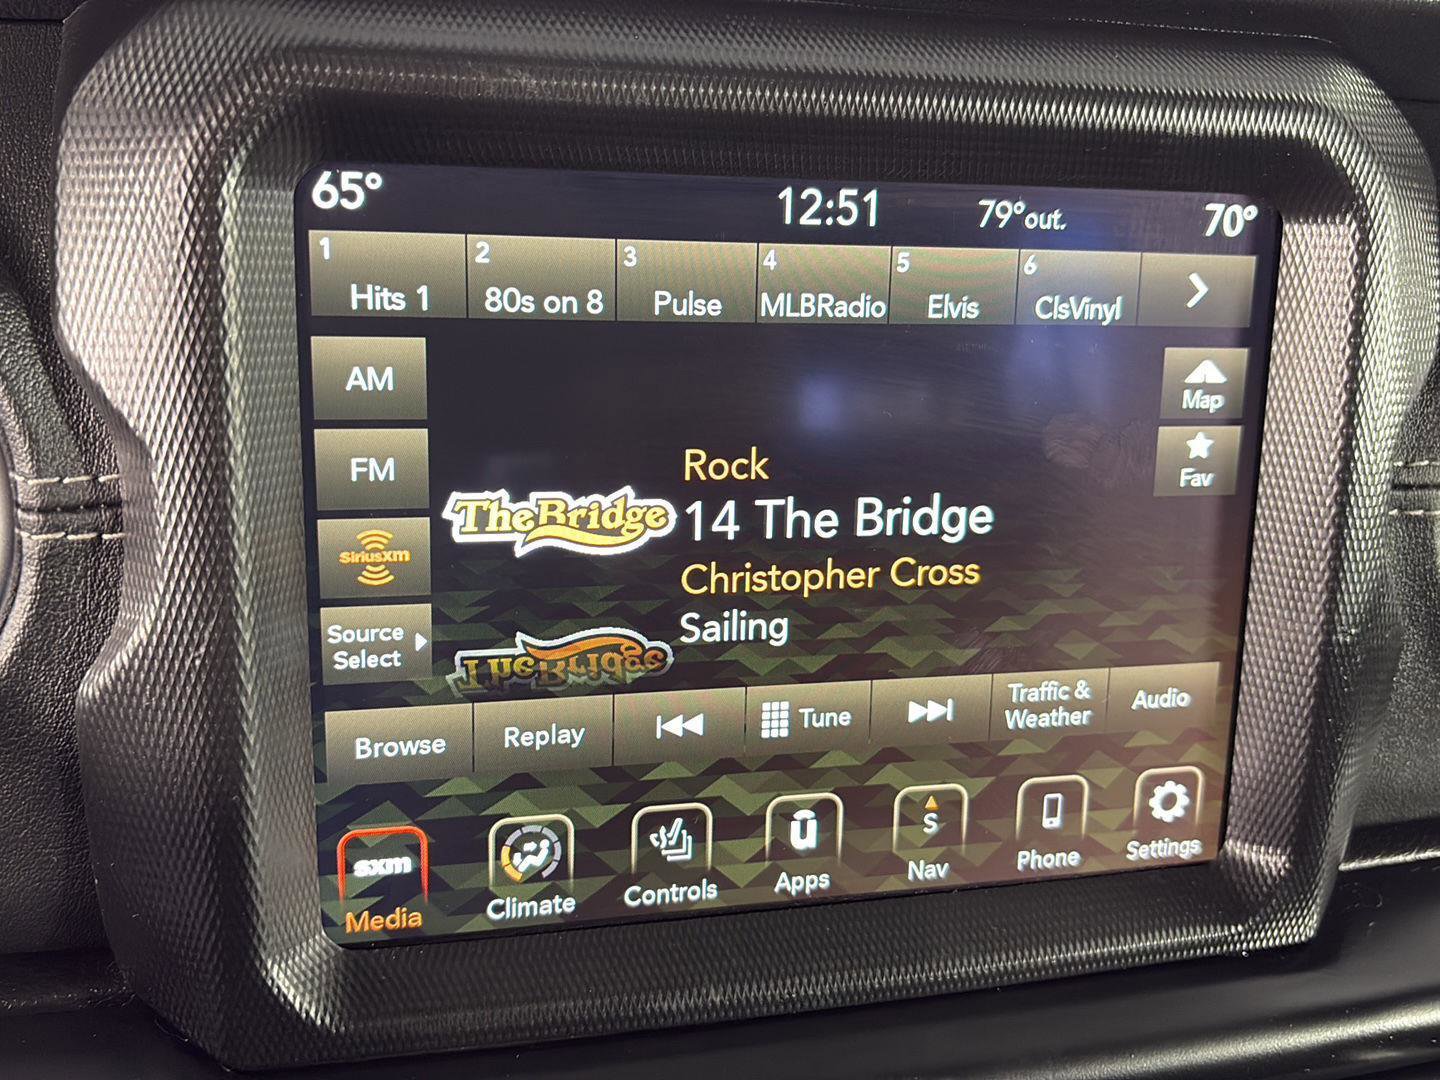 65° 12:51 79°out. 70°
1 2 3 4 5 6
Hits 1 80s on 8 Pulse MLBRadio Elvis ClsVinyl
AM
Map
FM
Fav
SiriusXM
Source
Select
Rock
TheBridge
14 The Bridge
Christopher Cross
Sailing
Browse
Replay
Tune
Traffic &
Weather
Audio
sxm
Media
Climate
Controls
Apps
S
Nav
Phone
Settings